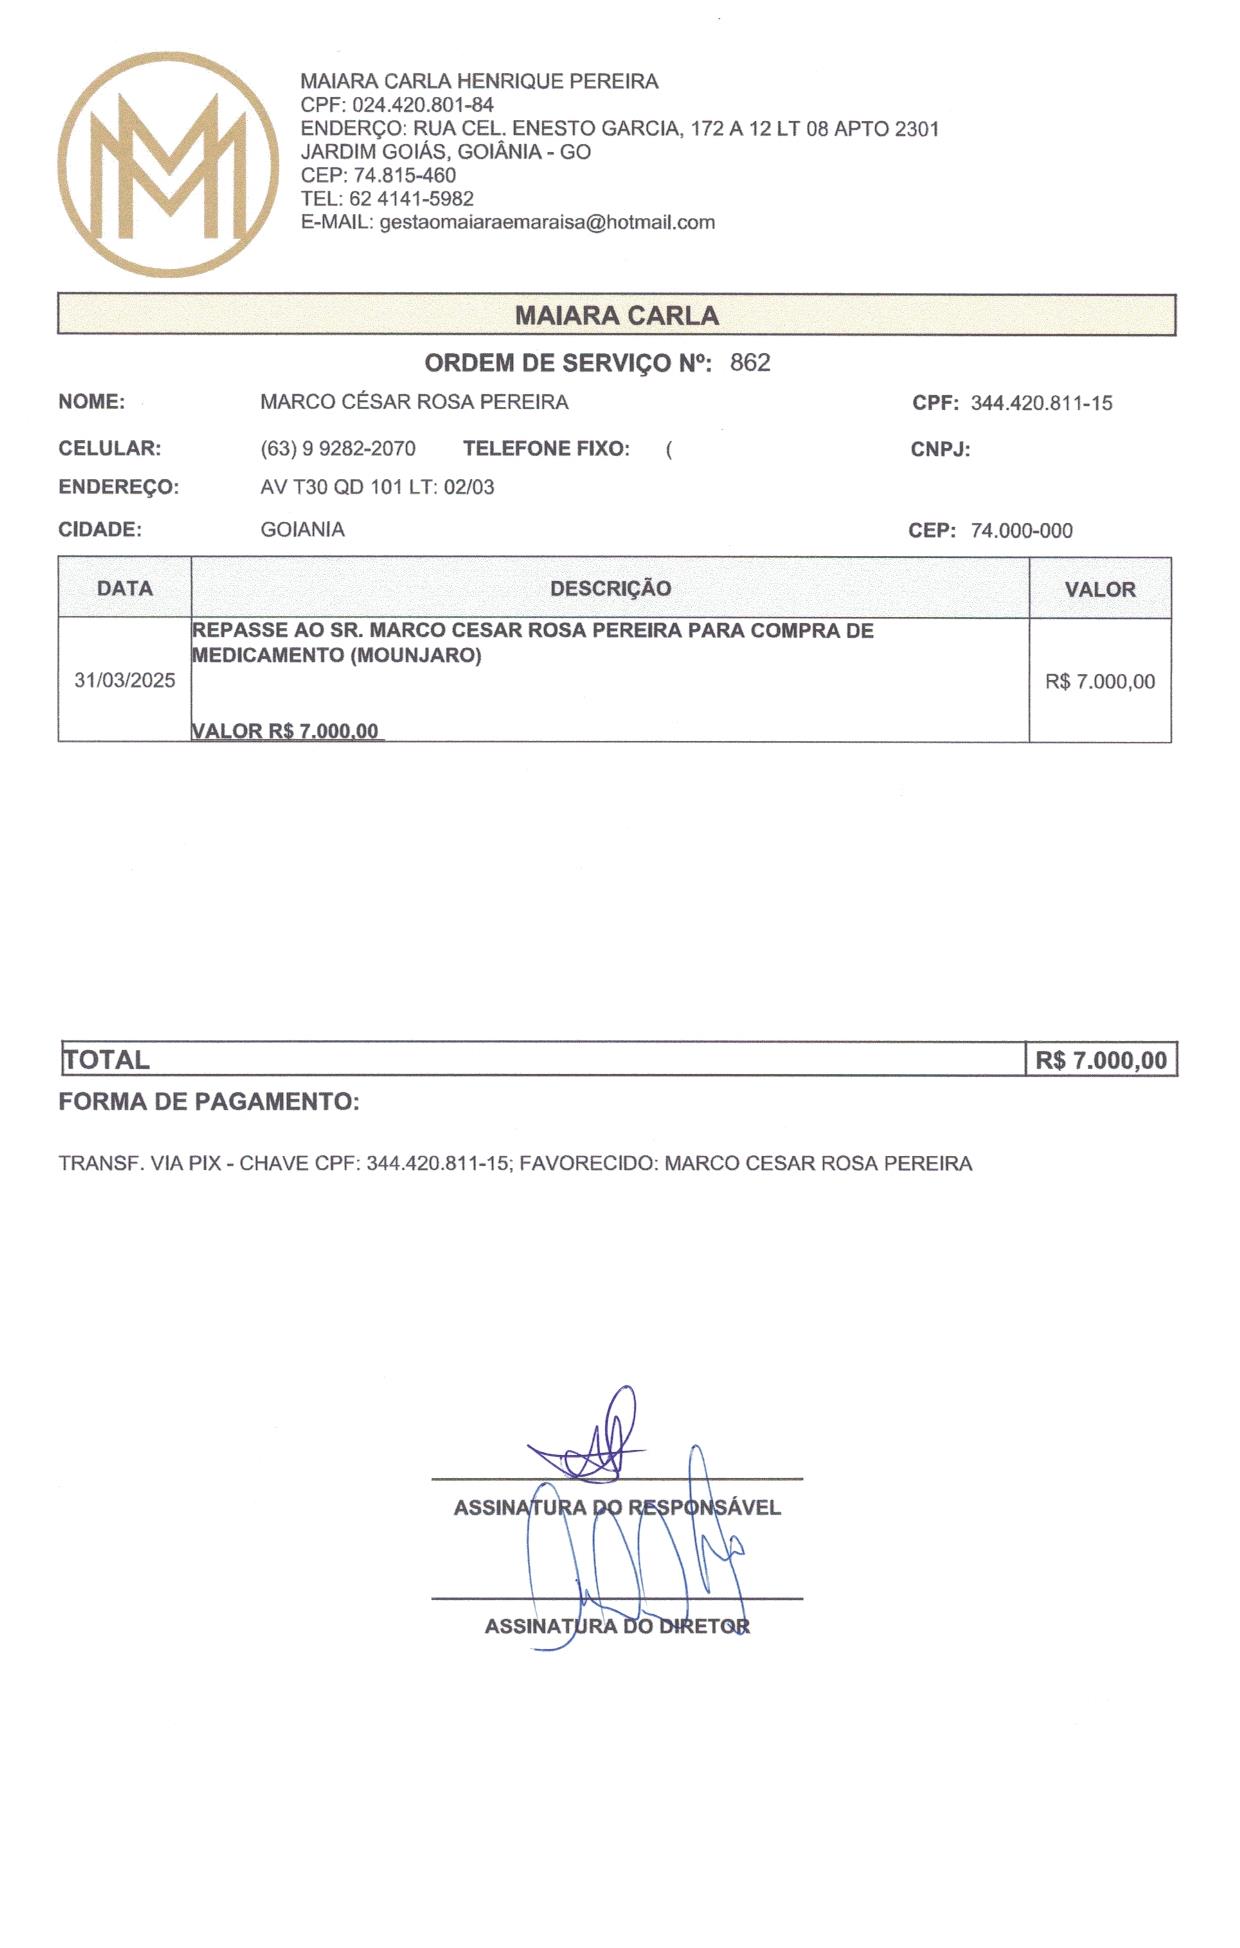 MAIARA CARLA HENRIQUE PEREIRA
CPF: 024.420.801-84
ENDERÇO: RUA CEL. ENESTO GARCIA, 172 A 12 LT 08 APTO 2301
JARDIM GOIÁS, GOIÂNIA - GO
CEP: 74.815-460
TEL: 62 4141-5982
E-MAIL: gestaomaiaraemaraisa@hotmail.com
MAIARA CARLA
ORDEM DE SERVIÇO Nº: 862
NOME: MARCO CÉSAR ROSA PEREIRA CPF: 344.420.811-15
CELULAR: (63) 9 9282-2070 TELEFONE FIXO: ( CNPJ:
ENDEREÇO: AV T30 QD 101 LT: 02/03
CIDADE: GOIANIA CEP: 74.000-000
DATA DESCRIÇÃO VALOR
REPASSE AO SR. MARCO CESAR ROSA PEREIRA PARA COMPRA DE
MEDICAMENTO (MOUNJARO)
31/03/2025 R$ 7.000,00
VALOR R$ 7.000,00
TOTAL R$ 7.000,00
FORMA DE PAGAMENTO:
TRANSF. VIA PIX - CHAVE CPF: 344.420.811-15; FAVORECIDO: MARCO CESAR ROSA PEREIRA
ASSINATURA DO RESPONSÁVEL
ASSINATURA DO DIRETOR